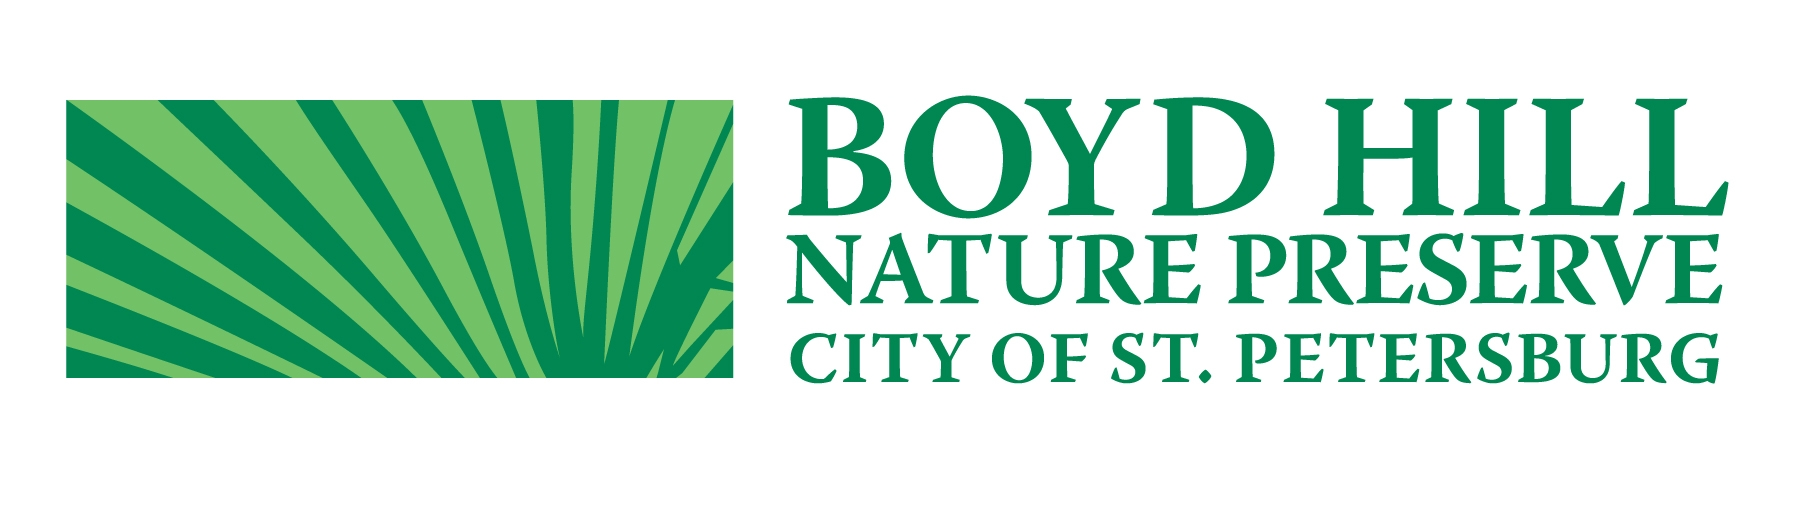 BOYD HILL
NATURE PRESERVE
CITY OF ST. PETERSBURG